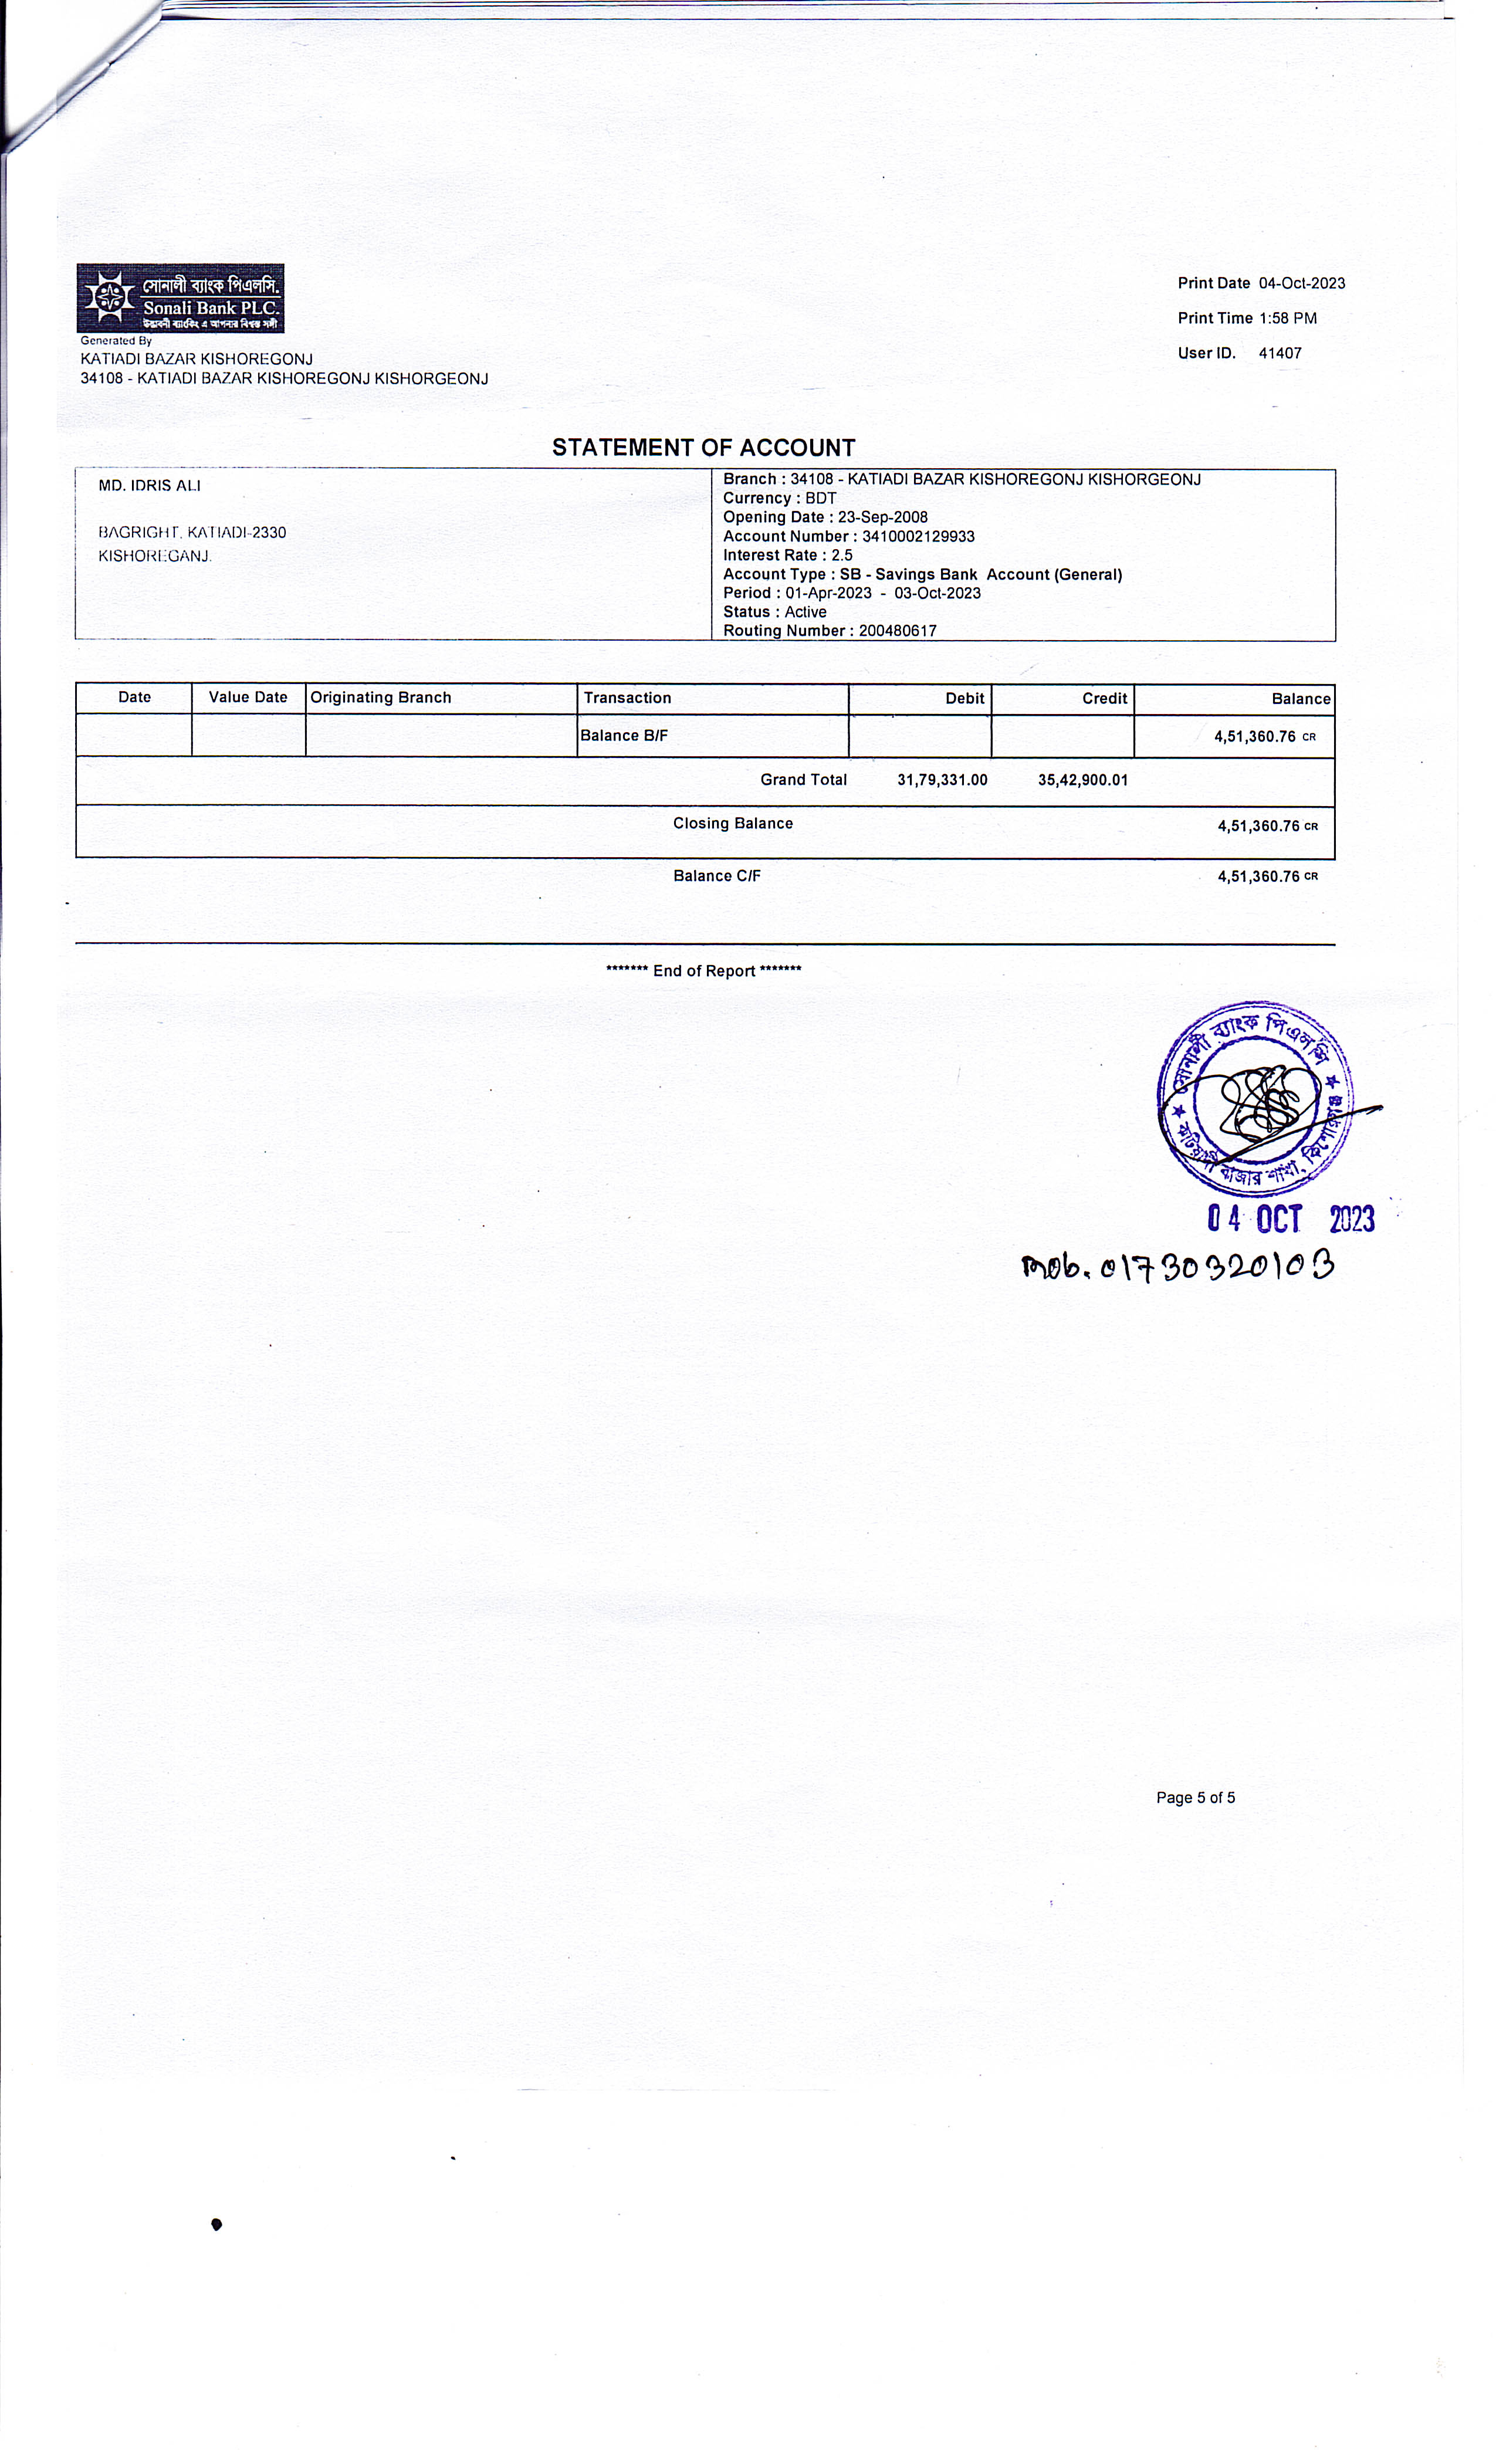 সোনালী ব্যাংক পিএলসি.
Sonali Bank PLC.
উদ্ভাবনী ব্যাংকিং এ আপনার বিশ্বস্ত সঙ্গী
Generated By
KATIADI BAZAR KISHOREGONJ
34108 - KATIADI BAZAR KISHOREGONJ KISHORGEONJ
Print Date 04-Oct-2023
Print Time 1:58 PM
User ID. 41407
STATEMENT OF ACCOUNT
MD. IDRIS ALI
BAGRIGHT. KATIADI-2330
KISHOREGANJ.
Branch : 34108 - KATIADI BAZAR KISHOREGONJ KISHORGEONJ
Currency : BDT
Opening Date : 23-Sep-2008
Account Number : 3410002129933
Interest Rate : 2.5
Account Type : SB - Savings Bank Account (General)
Period : 01-Apr-2023 - 03-Oct-2023
Status : Active
Routing Number : 200480617
Date Value Date Originating Branch Transaction Debit Credit Balance
Balance B/F 4,51,360.76 CR
Grand Total 31,79,331.00 35,42,900.01
Closing Balance 4,51,360.76 CR
Balance C/F 4,51,360.76 CR
******* End of Report *******
সোনালী ব্যাংক পিএলসি
কটিয়াদী বাজার শাখা, কিশোরগঞ্জ
04 OCT 2023
mob. 01730320103
Page 5 of 5